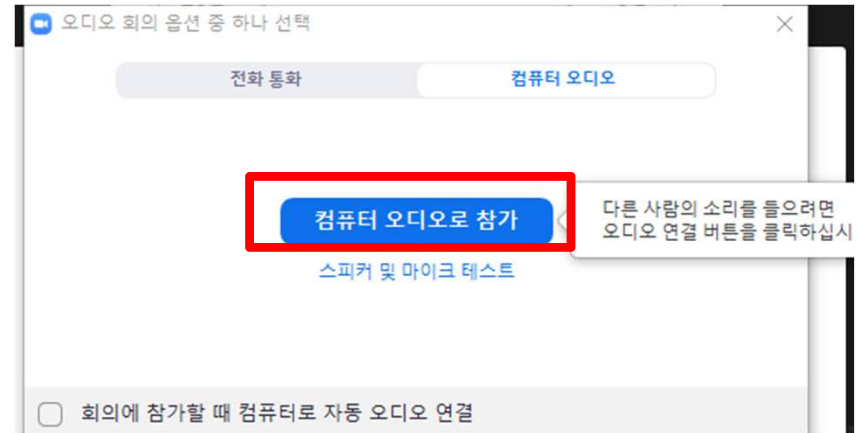 오디오 회의 옵션 중 하나 선택
전화 통화
컴퓨터 오디오
컴퓨터 오디오로 참가
다른 사람의 소리를 들으려면
오디오 연결 버튼을 클릭하십시
스피커 및 마이크 테스트
회의에 참가할 때 컴퓨터로 자동 오디오 연결